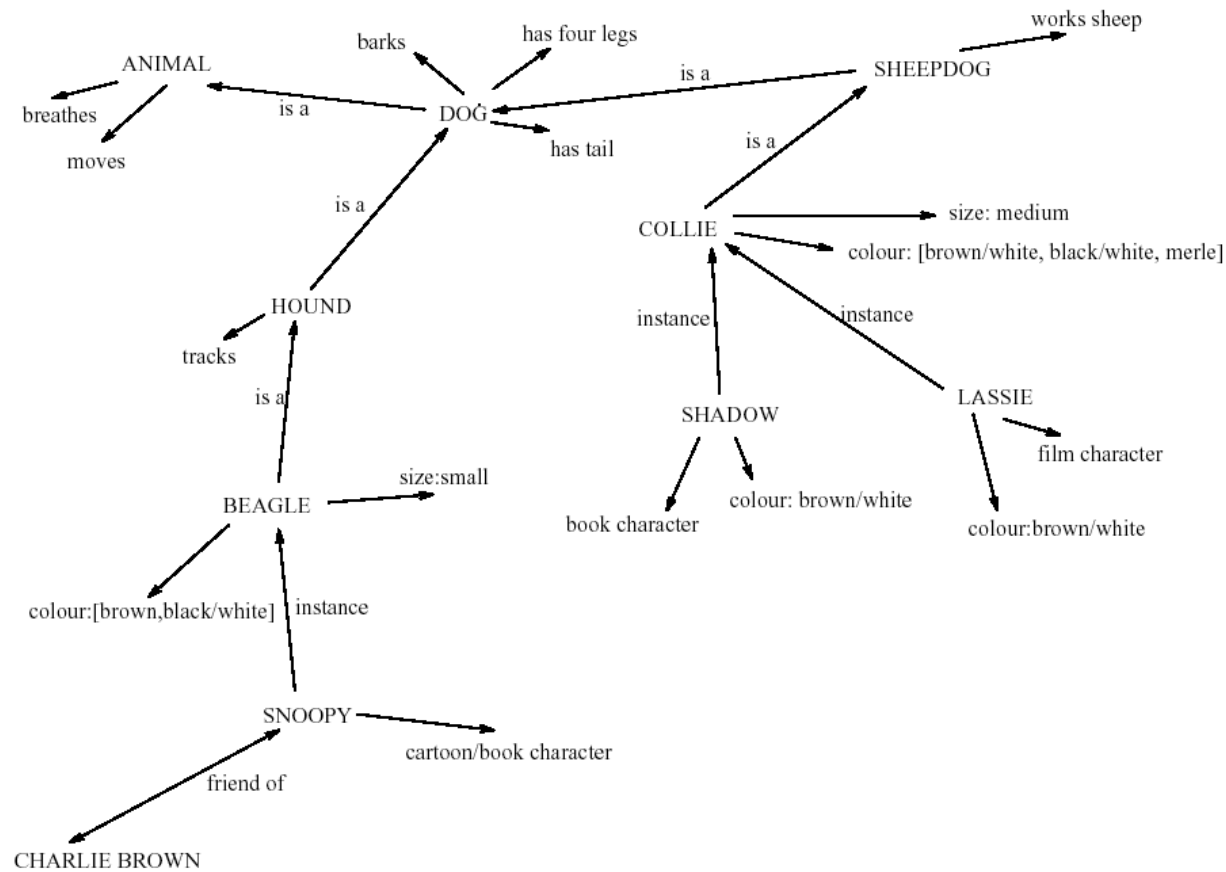 works sheep
has four legs
barks
ANIMAL
SHEEPDOG
is a
is a
breathes
DOG
has tail
moves
is a
is a
size: medium
COLLIE
colour: [brown/white, black/white, merle]
HOUND
instance
instance
tracks
is a
LASSIE
SHADOW
film character
size:small
BEAGLE
colour: brown/white
book character
colour:brown/white
colour:[brown,black/white]
instance
SNOOPY
cartoon/book character
friend of
CHARLIE BROWN